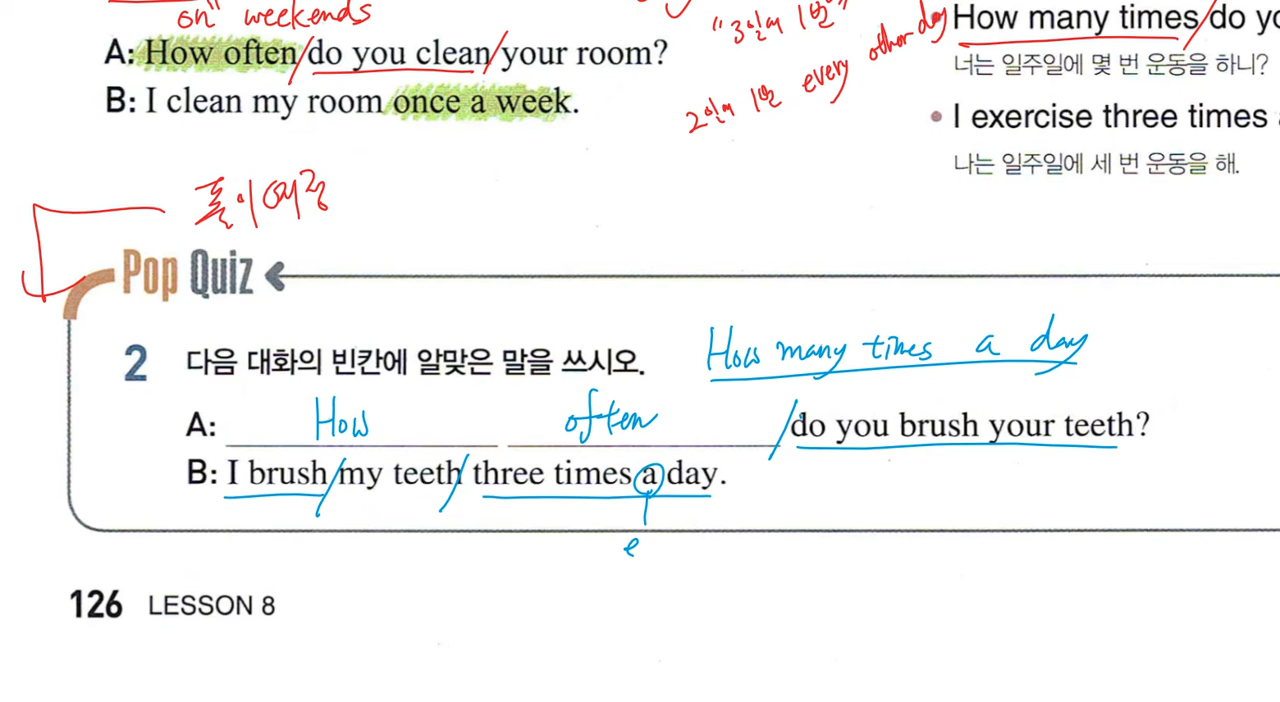 on" weekends
"3일에 1번"
How many times do yo
A: How often do you clean your room?
너는 일주일에 몇 번 운동을 하니?
B: I clean my room once a week.
2일에 1번 every other day
• I exercise three times
나는 일주일에 세 번 운동을 해.
Pop Quiz
2 다음 대화의 빈칸에 알맞은 말을 쓰시오.
How many times a day
A: How often do you brush your teeth?
B: I brush my teeth three times a day.
e
126 LESSON 8